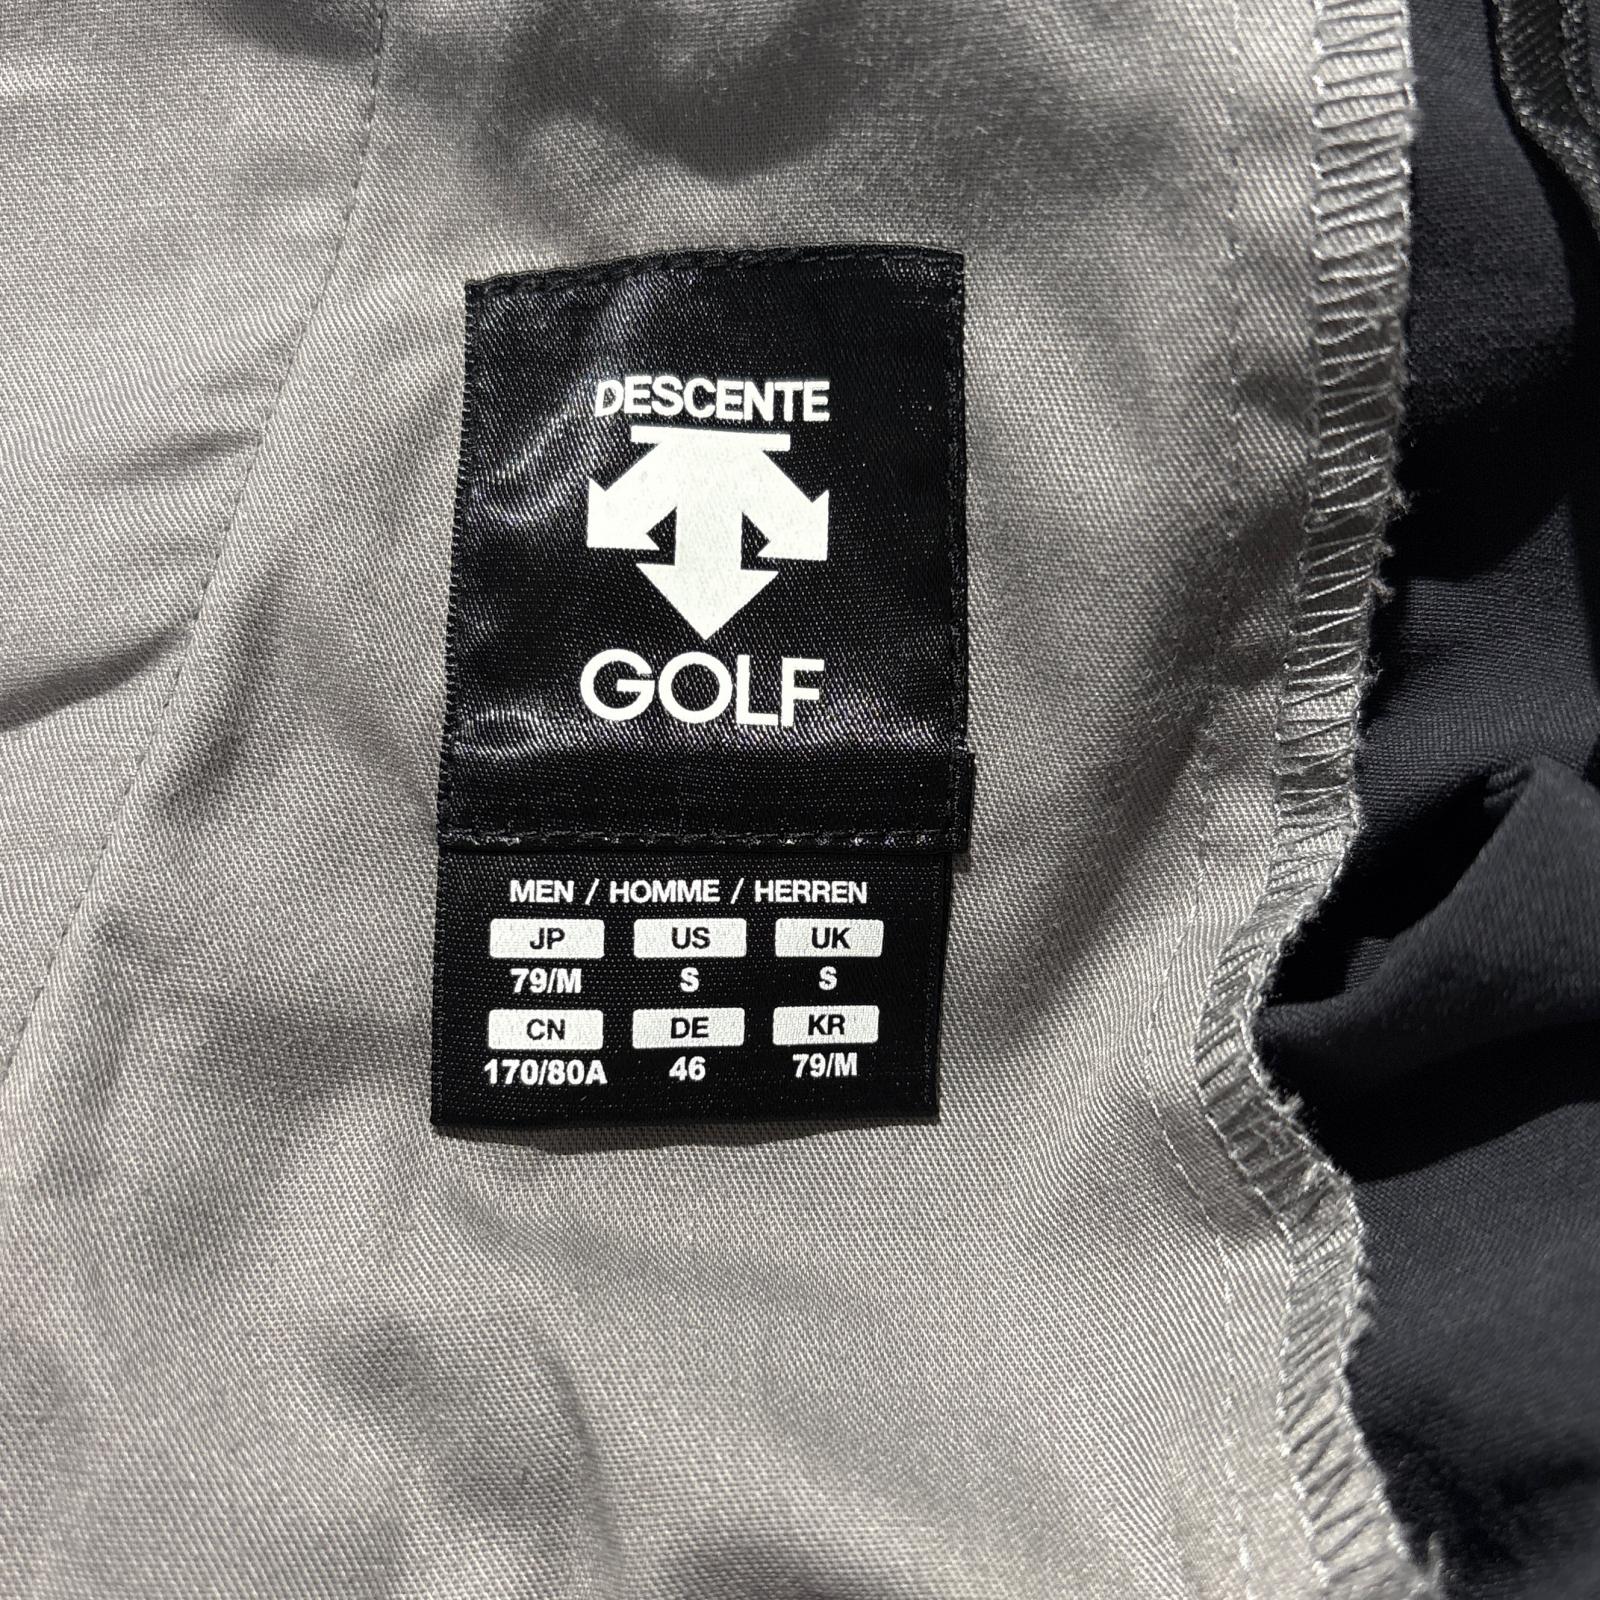 DESCENTE
GOLF
MEN / HOMME / HERREN
JP US UK
79/M S S
CN DE KR
170/80A 46 79/M